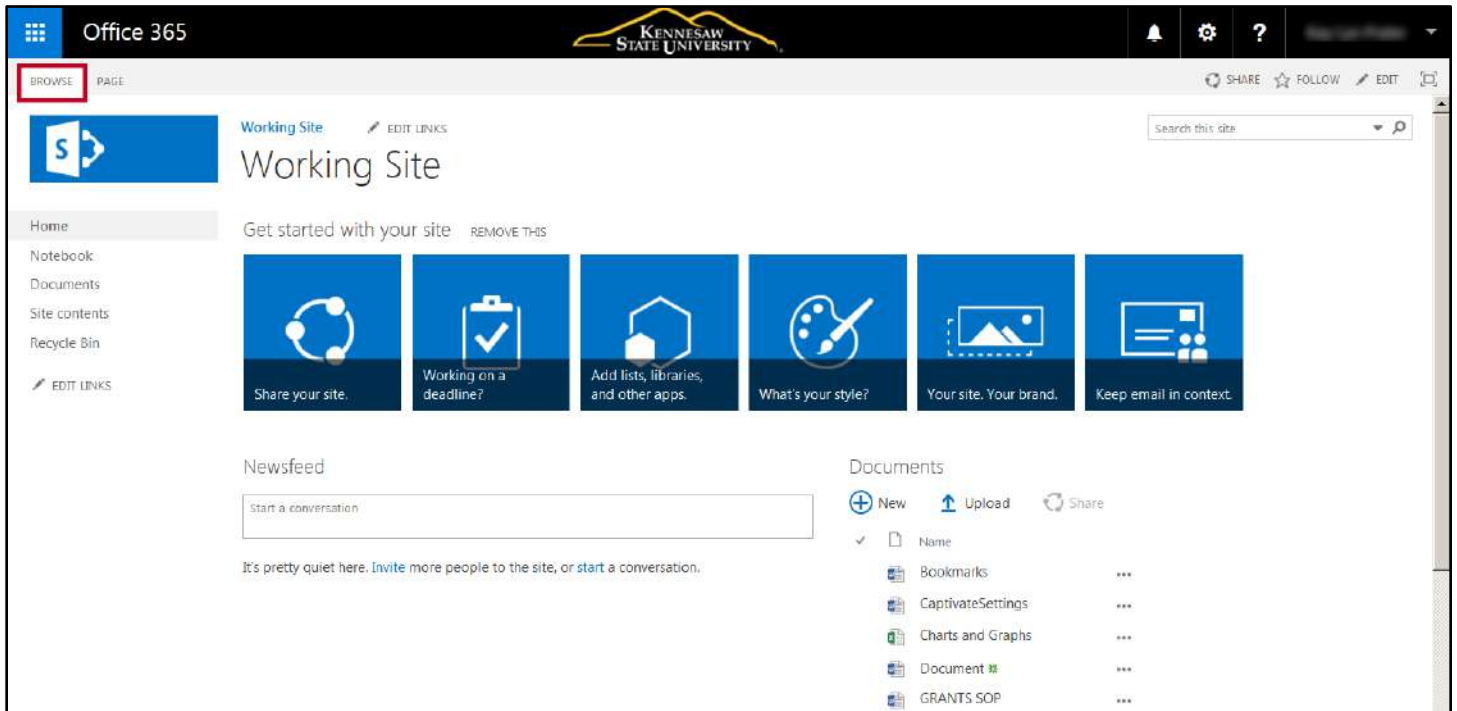 Office 365
KENNESAW
STATE UNIVERSITY
?
BROWSE PAGE
SHARE FOLLOW EDIT
S
Working Site EDIT LINKS
Search this site
Working Site
Home
Notebook
Documents
Site contents
Recycle Bin
EDIT LINKS
Get started with your site REMOVE THIS
Share your site.
Working on a
deadline?
Add lists, libraries,
and other apps.
What's your style?
Your site. Your brand.
Keep email in context.
Newsfeed
Start a conversation
It's pretty quiet here. Invite more people to the site, or start a conversation.
Documents
New Upload Share
Name
Bookmarks ...
CaptivateSettings ...
Charts and Graphs ...
Document ...
GRANTS SOP ...